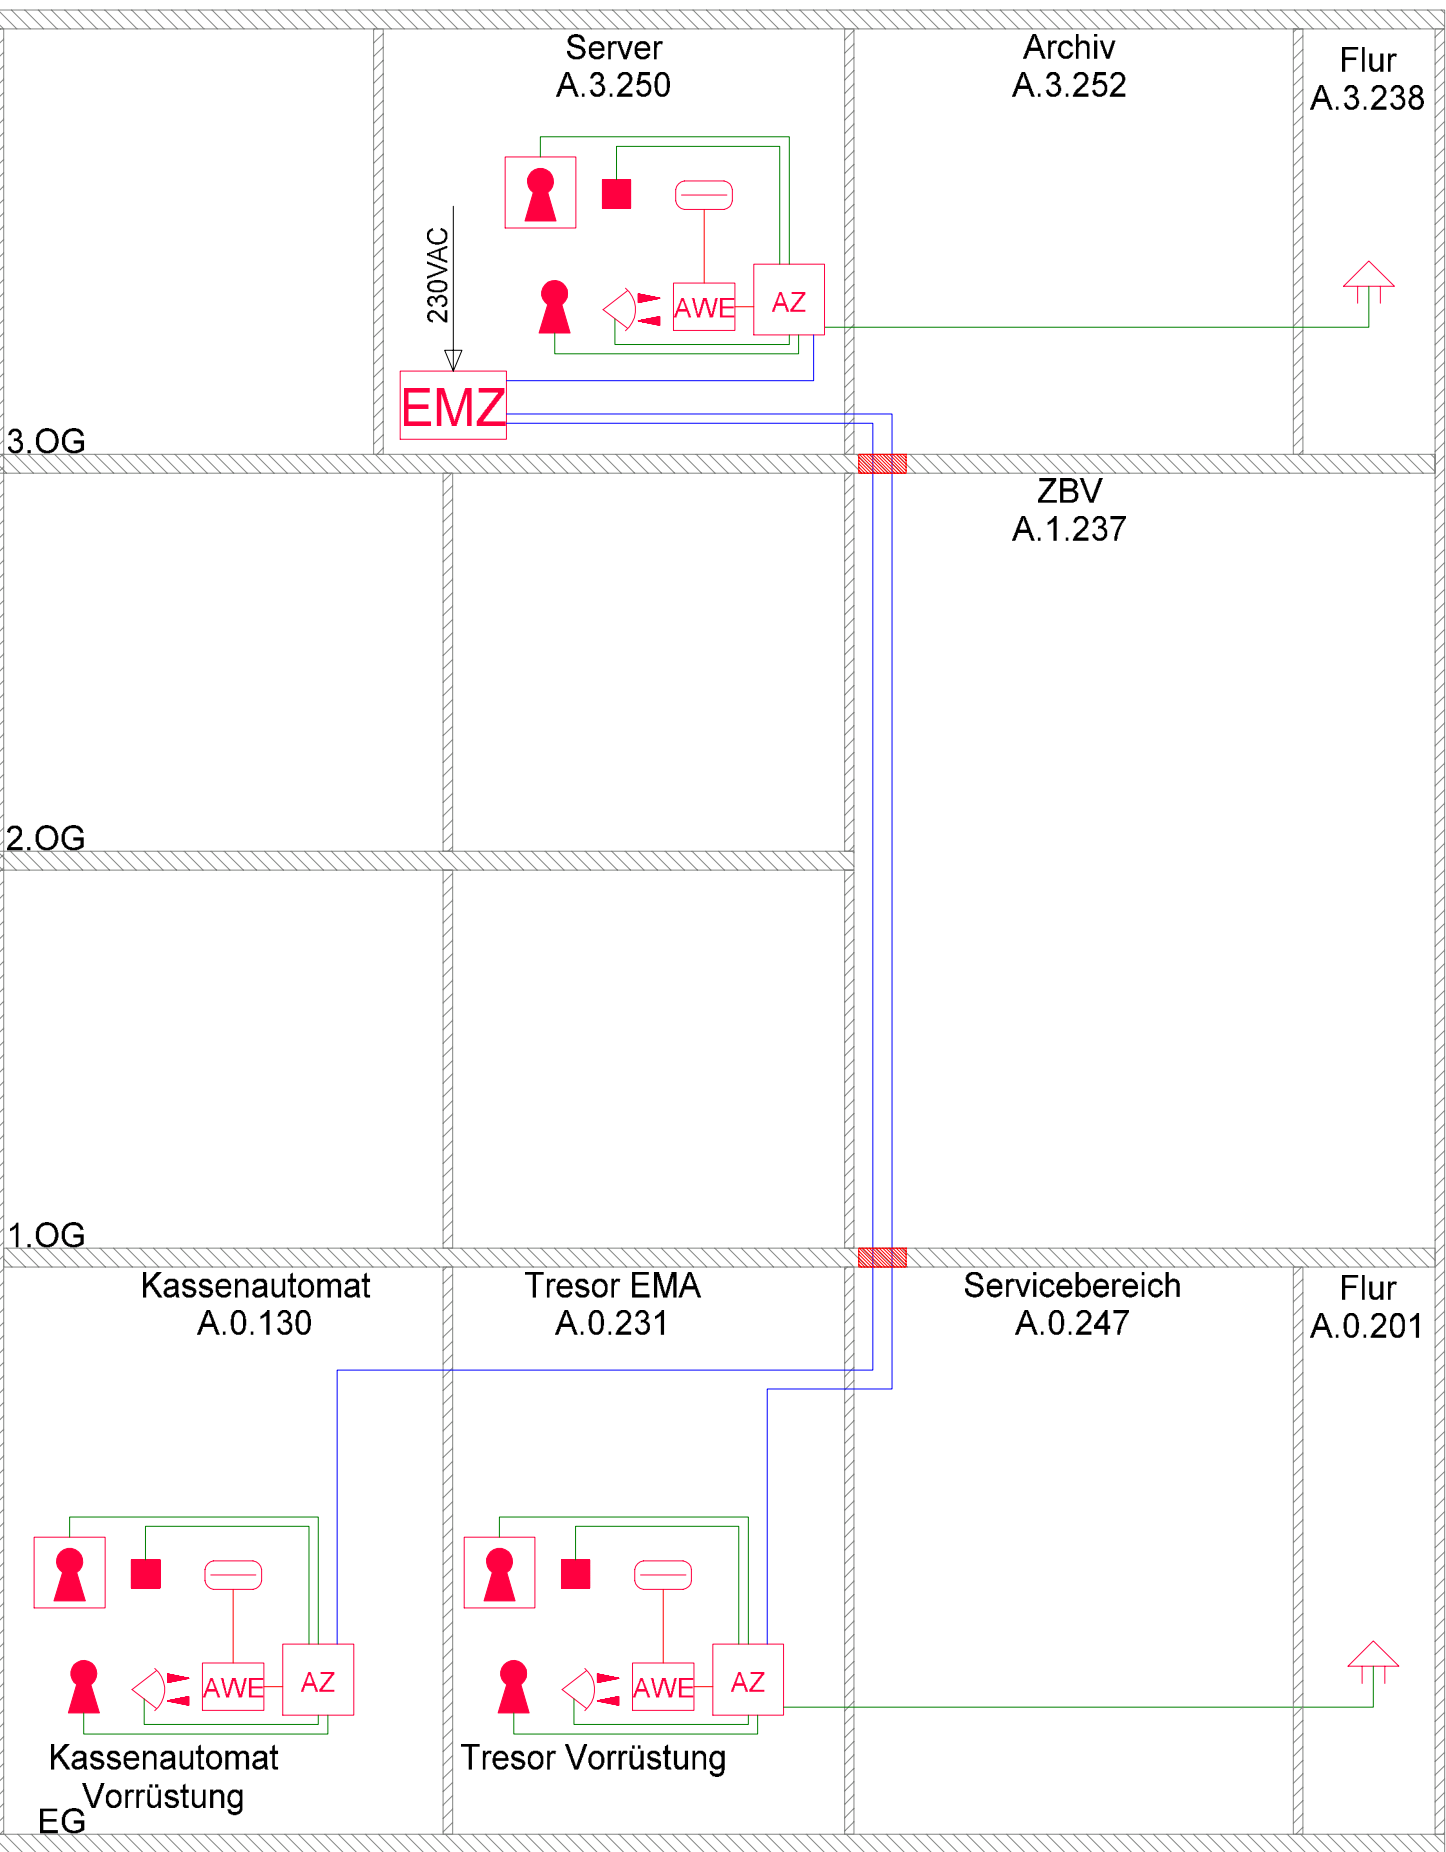 Server
A.3.250
Archiv
A.3.252
Flur
A.3.238
230VAC
AWE
AZ
EMZ
3.OG
ZBV
A.1.237
2.OG
1.OG
Kassenautomat
A.0.130
Tresor EMA
A.0.231
Servicebereich
A.0.247
Flur
A.0.201
AWE
AZ
AWE
AZ
Kassenautomat
Vorrüstung
Tresor Vorrüstung
EG